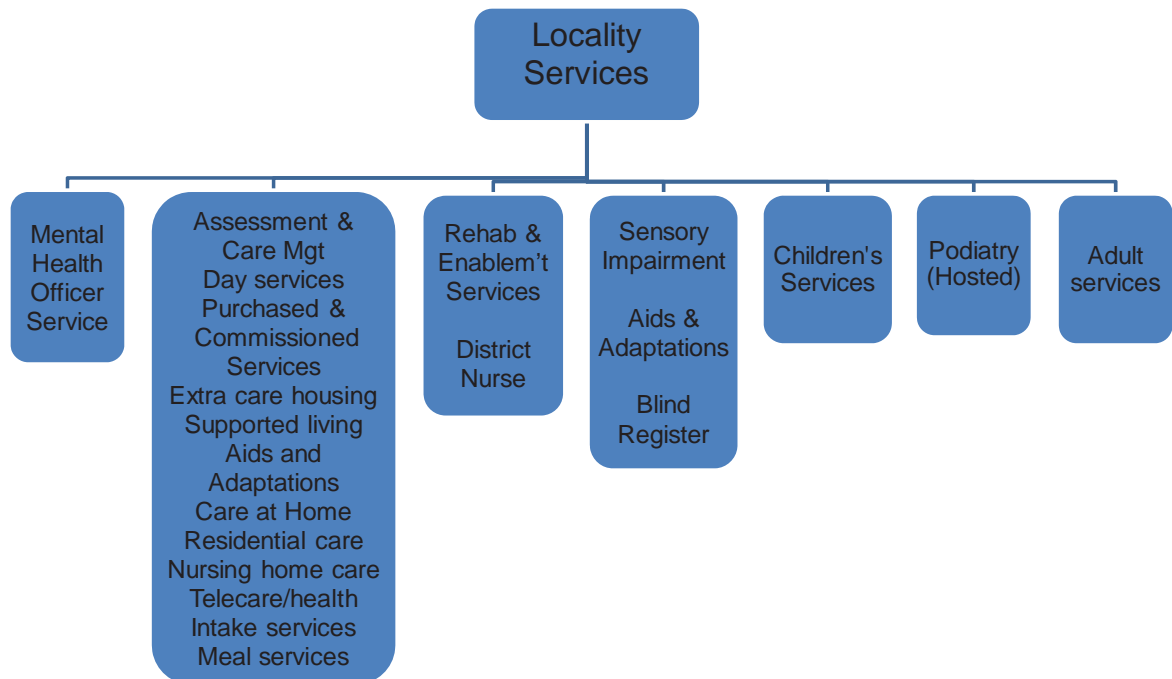 Locality
Services
Mental
Health
Officer
Service
Assessment &
Care Mgt
Day services
Purchased &
Commissioned
Services
Extra care housing
Supported living
Aids and
Adaptations
Care at Home
Residential care
Nursing home care
Telecare/health
Intake services
Meal services
Rehab &
Enablem't
Services
District
Nurse
Sensory
Impairment
Aids &
Adaptations
Blind
Register
Children's
Services
Podiatry
(Hosted)
Adult
services